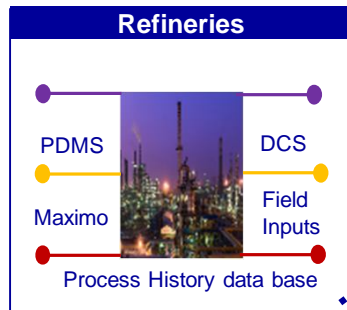 Refineries
PDMS
DCS
Maximo
Field
Inputs
Process History data base